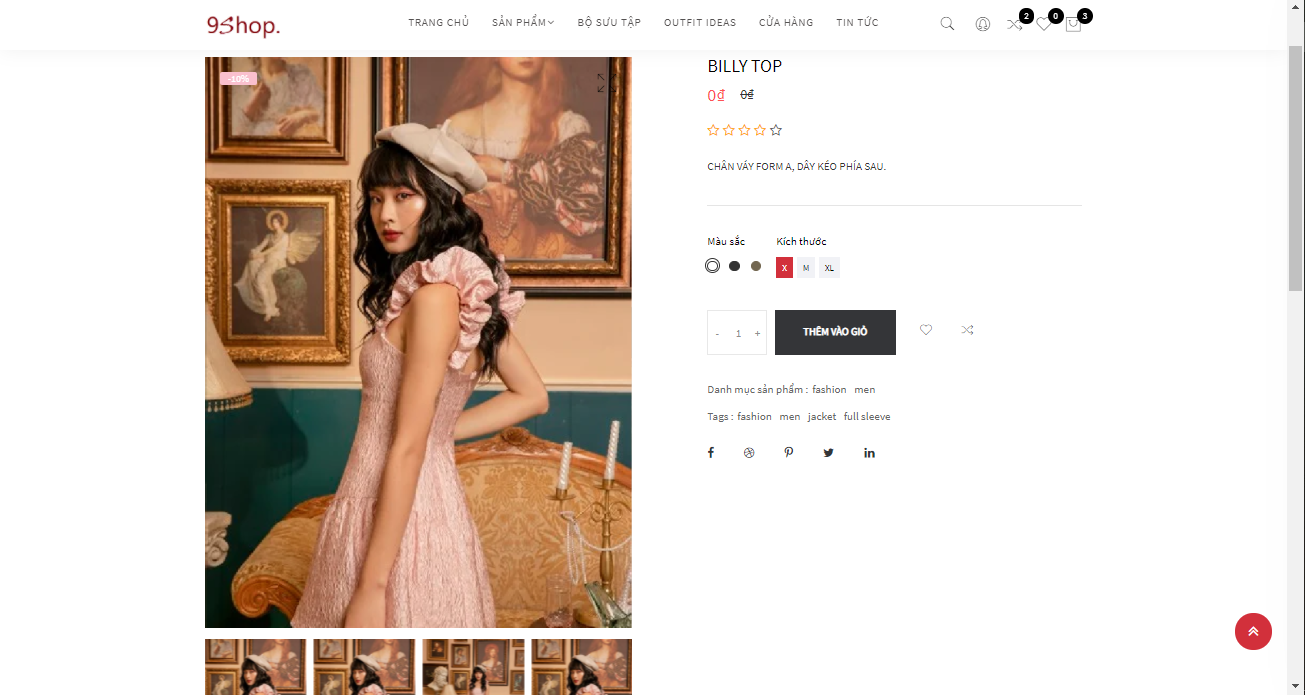 9Shop.
TRANG CHỦ SẢN PHẨM BỘ SƯU TẬP OUTFIT IDEAS CỬA HÀNG TIN TỨC
2 0 3
-10%
BILLY TOP
0₫ 0₫
CHÂN VÁY FORM A, DÂY KÉO PHÍA SAU.
Màu sắc Kích thước
X M XL
- 1 + THÊM VÀO GIỎ
Danh mục sản phẩm : fashion men
Tags : fashion men jacket full sleeve